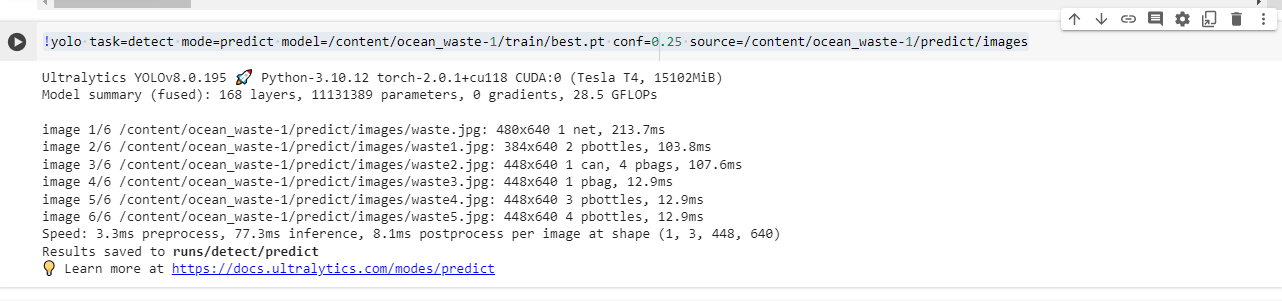 !yolo task=detect mode=predict model=/content/ocean_waste-1/train/best.pt conf=0.25 source=/content/ocean_waste-1/predict/images
Ultralytics YOLOv8.0.195 🚀 Python-3.10.12 torch-2.0.1+cu118 CUDA:0 (Tesla T4, 15102MiB)
Model summary (fused): 168 layers, 11131389 parameters, 0 gradients, 28.5 GFLOPs
image 1/6 /content/ocean_waste-1/predict/images/waste.jpg: 480x640 1 net, 213.7ms
image 2/6 /content/ocean_waste-1/predict/images/waste1.jpg: 384x640 2 pbottles, 103.8ms
image 3/6 /content/ocean_waste-1/predict/images/waste2.jpg: 448x640 1 can, 4 pbags, 107.6ms
image 4/6 /content/ocean_waste-1/predict/images/waste3.jpg: 448x640 1 pbag, 12.9ms
image 5/6 /content/ocean_waste-1/predict/images/waste4.jpg: 448x640 3 pbottles, 12.9ms
image 6/6 /content/ocean_waste-1/predict/images/waste5.jpg: 448x640 4 pbottles, 12.9ms
Speed: 3.3ms preprocess, 77.3ms inference, 8.1ms postprocess per image at shape (1, 3, 448, 640)
Results saved to runs/detect/predict
💡 Learn more at https://docs.ultralytics.com/modes/predict